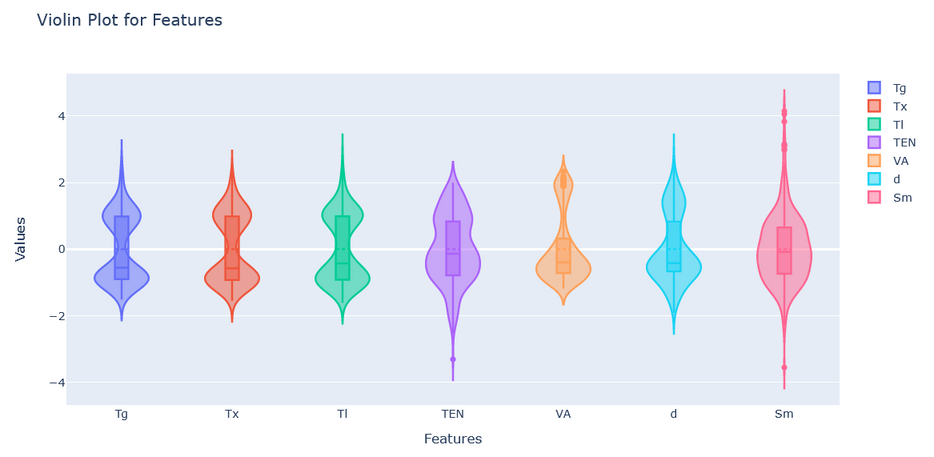 Violin Plot for Features
4
2
0
−2
−4
Values
Tg
Tx
Tl
TEN
VA
d
Sm
Features
Tg
Tx
Tl
TEN
VA
d
Sm